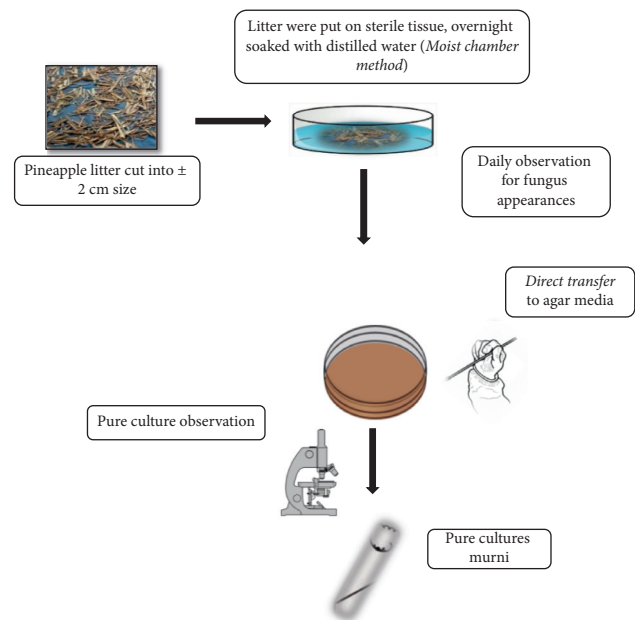 Litter were put on sterile tissue, overnight
soaked with distilled water (Moist chamber
method)
Pineapple litter cut into ±
2 cm size
Daily observation
for fungus
appearances
Direct transfer
to agar media
Pure culture observation
Pure cultures
murni